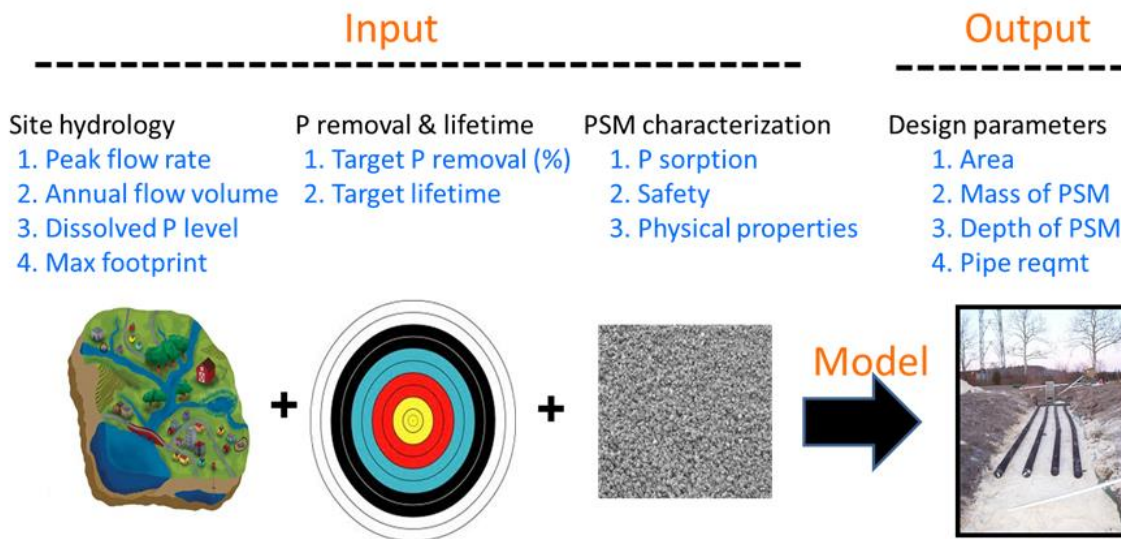 Input
Output
Site hydrology
1. Peak flow rate
2. Annual flow volume
3. Dissolved P level
4. Max footprint
P removal & lifetime
1. Target P removal (%)
2. Target lifetime
PSM characterization
1. P sorption
2. Safety
3. Physical properties
Design parameters
1. Area
2. Mass of PSM
3. Depth of PSM
4. Pipe reqmt
+
+
Model